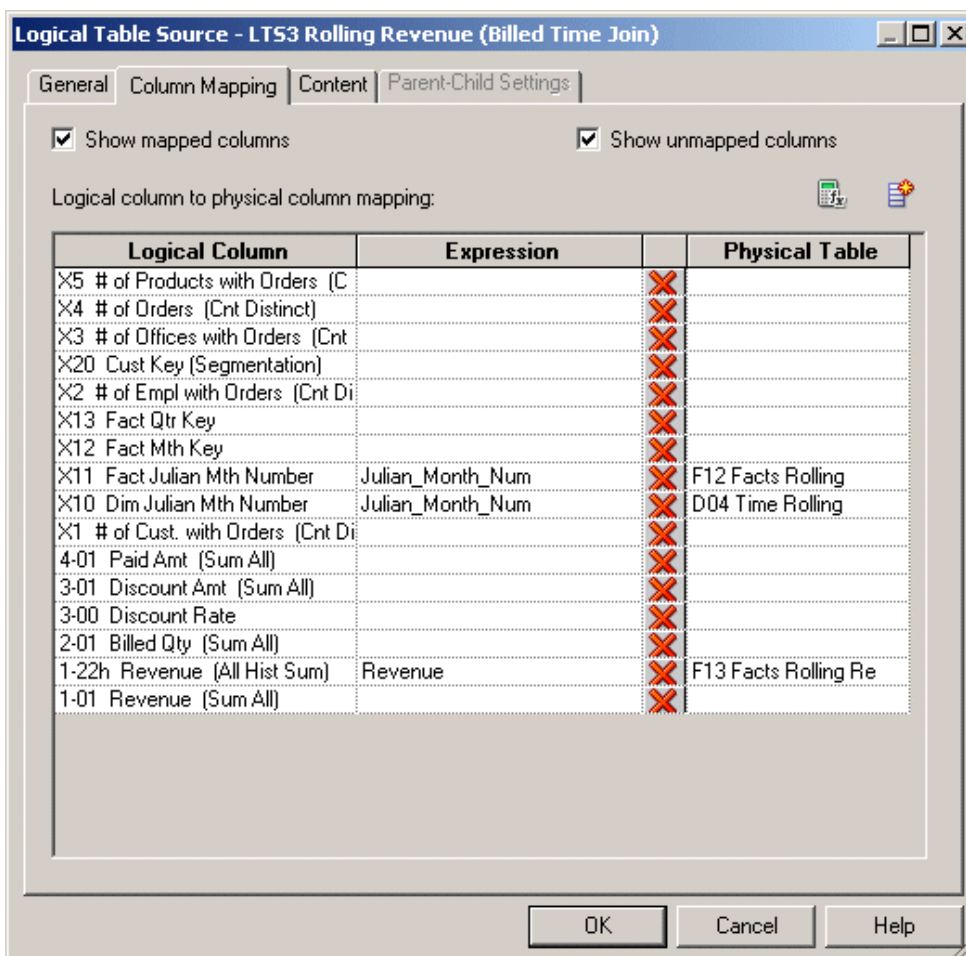 Logical Table Source - LTS3 Rolling Revenue (Billed Time Join)
General Column Mapping Content Parent-Child Settings
Show mapped columns Show unmapped columns
Logical column to physical column mapping:
Logical Column Expression Physical Table
X5 # of Products with Orders (C
X4 # of Orders (Cnt Distinct)
X3 # of Offices with Orders (Cnt
X20 Cust Key (Segmentation)
X2 # of Empl with Orders (Cnt Di
X13 Fact Qtr Key
X12 Fact Mth Key
X11 Fact Julian Mth Number Julian_Month_Num F12 Facts Rolling
X10 Dim Julian Mth Number Julian_Month_Num D04 Time Rolling
X1 # of Cust. with Orders (Cnt Di
4-01 Paid Amt (Sum All)
3-01 Discount Amt (Sum All)
3-00 Discount Rate
2-01 Billed Qty (Sum All)
1-22h Revenue (All Hist Sum) Revenue F13 Facts Rolling Re
1-01 Revenue (Sum All)
OK Cancel Help